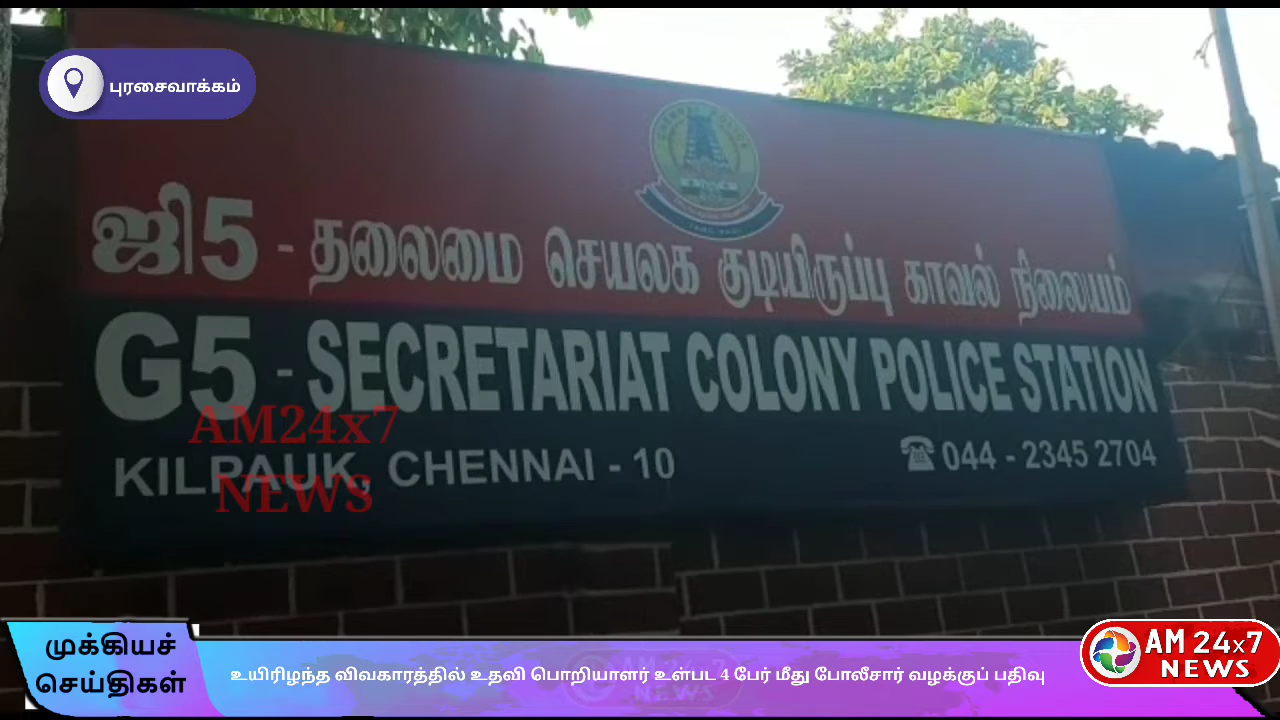 புரசைவாக்கம்
ஜி5 - தலைமை செயலக குடியிருப்பு காவல் நிலையம்
G5 - SECRETARIAT COLONY POLICE STATION
KILPAUK, CHENNAI - 10
☎ 044 - 2345 2704
AM24x7
NEWS
முக்கியச்
செய்திகள்
உயிரிழந்த விவகாரத்தில் உதவி பொறியாளர் உள்பட 4 பேர் மீது போலீசார் வழக்குப் பதிவு
AM 24x7
NEWS